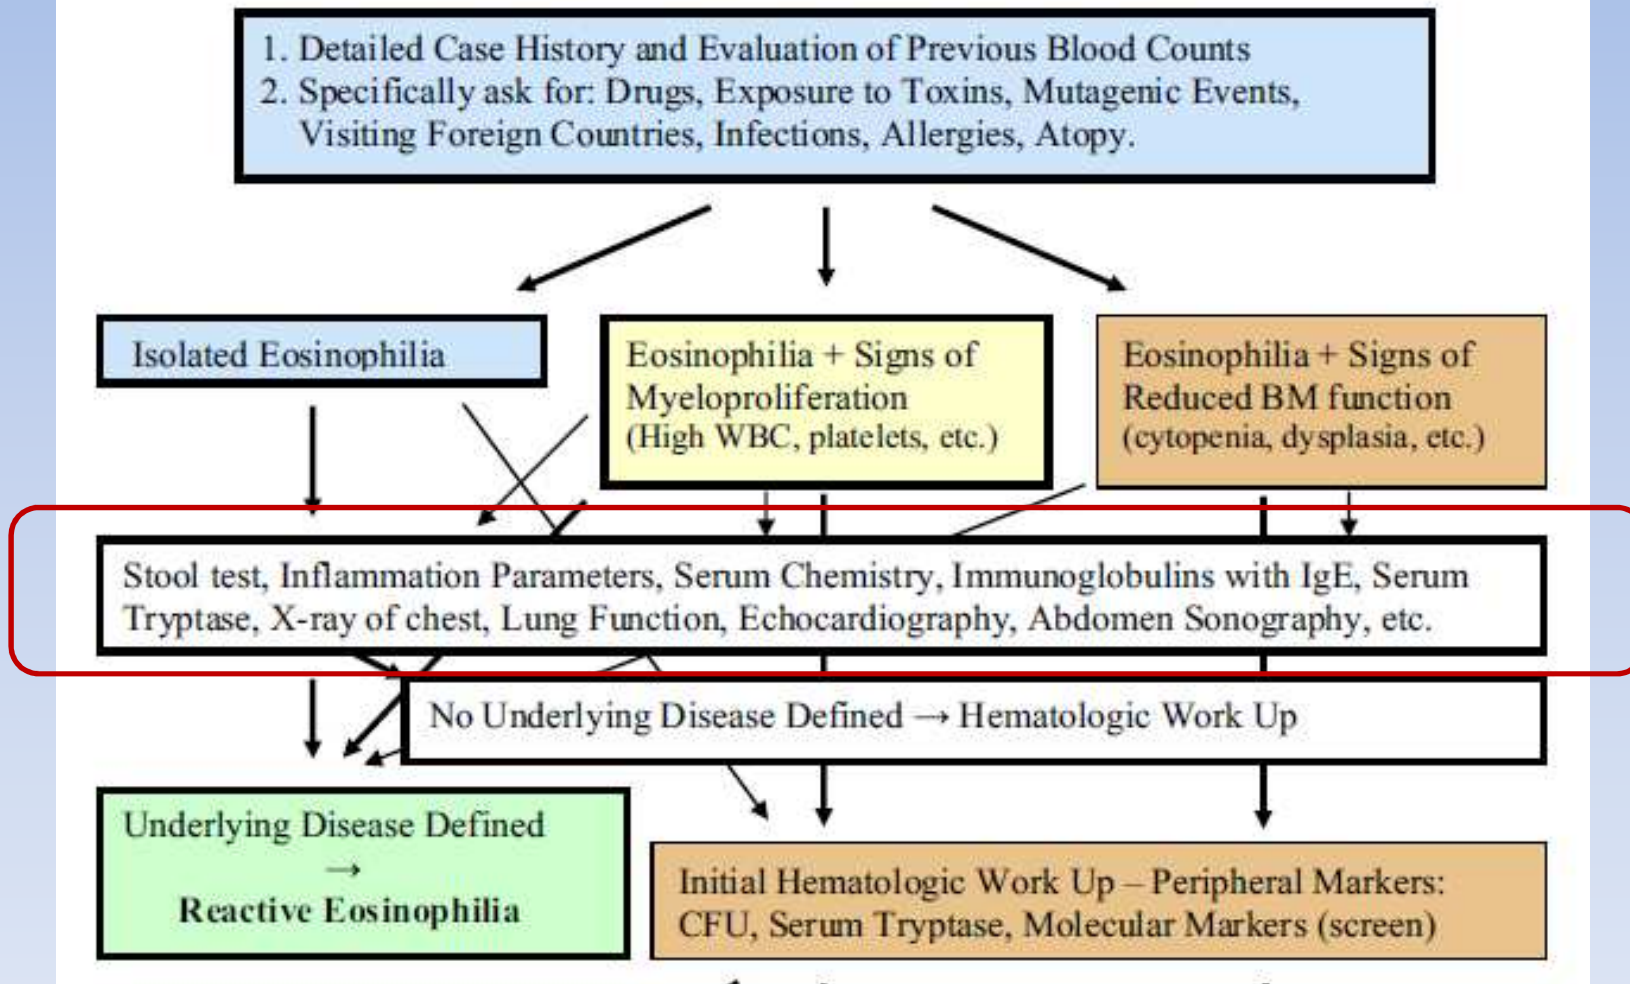 1. Detailed Case History and Evaluation of Previous Blood Counts
2. Specifically ask for: Drugs, Exposure to Toxins, Mutagenic Events,
Visiting Foreign Countries, Infections, Allergies, Atopy.
Isolated Eosinophilia
Eosinophilia + Signs of
Myeloproliferation
(High WBC, platelets, etc.)
Eosinophilia + Signs of
Reduced BM function
(cytopenia, dysplasia, etc.)
Stool test, Inflammation Parameters, Serum Chemistry, Immunoglobulins with IgE, Serum
Tryptase, X-ray of chest, Lung Function, Echocardiography, Abdomen Sonography, etc.
No Underlying Disease Defined → Hematologic Work Up
Underlying Disease Defined
→
Reactive Eosinophilia
Initial Hematologic Work Up – Peripheral Markers:
CFU, Serum Tryptase, Molecular Markers (screen)